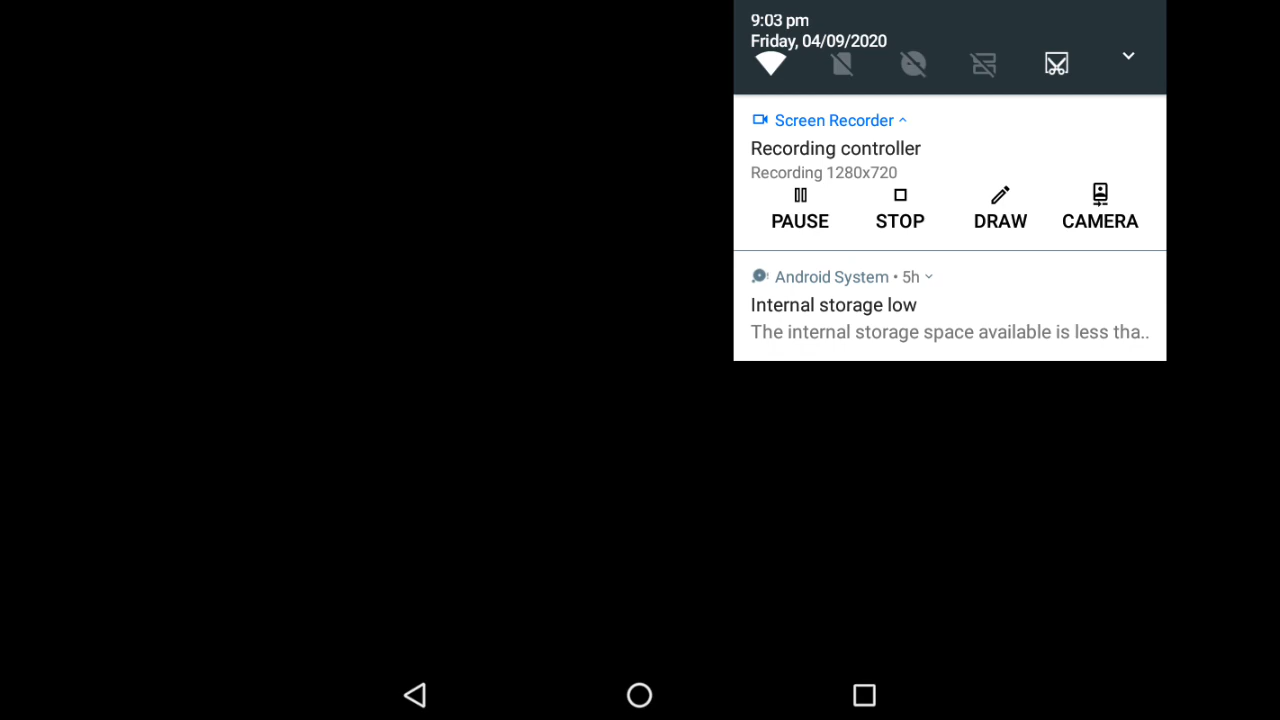 9:03 pm
Friday, 04/09/2020
Screen Recorder
Recording controller
Recording 1280x720
PAUSE STOP DRAW CAMERA
Android System • 5h
Internal storage low
The internal storage space available is less tha..